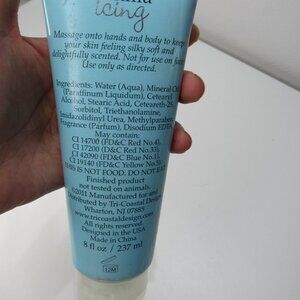 Icing
Massage onto hands and body to keep
your skin feeling silky soft and
delightfully scented. Not for use on
Use only as directed.
Ingredients: Water (Aqua), Mineral
(Paraffinum Liquidum), Cetearyl
Alcohol, Stearic Acid, Ceteareth-25,
Sorbitol, Triethanolamine,
Imidazolidinyl Urea, Methylparaben,
Fragrance (Parfum), Disodium EDTA
May contain:
CI 14700 (FD&C Red No.4),
CI 17200 (D&C Red No.33),
CI 42090 (FD&C Blue No.1),
CI 19140 (FD&C Yellow No.5)
THIS IS NOT FOOD. DO NOT EAT.
Finished product
not tested on animals.
©2011 Manufactured for and
Distributed by Tri-Coastal Design
Wharton, NJ 07885
www.tricoastaldesign.com
All rights reserved.
Designed in the USA
Made in China
8 fl oz / 237 ml
12M